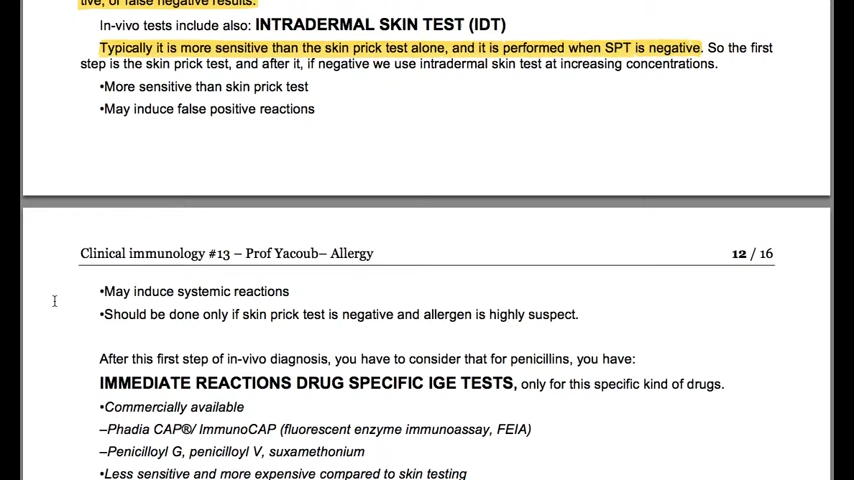 tive, or false negative results.
In-vivo tests include also: INTRADERMAL SKIN TEST (IDT)
Typically it is more sensitive than the skin prick test alone, and it is performed when SPT is negative. So the first
step is the skin prick test, and after it, if negative we use intradermal skin test at increasing concentrations.
•More sensitive than skin prick test
•May induce false positive reactions
Clinical immunology #13 – Prof Yacoub– Allergy 12 / 16
•May induce systemic reactions
•Should be done only if skin prick test is negative and allergen is highly suspect.
After this first step of in-vivo diagnosis, you have to consider that for penicillins, you have:
IMMEDIATE REACTIONS DRUG SPECIFIC IGE TESTS, only for this specific kind of drugs.
•Commercially available
–Phadia CAP®/ ImmunoCAP (fluorescent enzyme immunoassay, FEIA)
–Penicilloyl G, penicilloyl V, suxamethonium
•Less sensitive and more expensive compared to skin testing